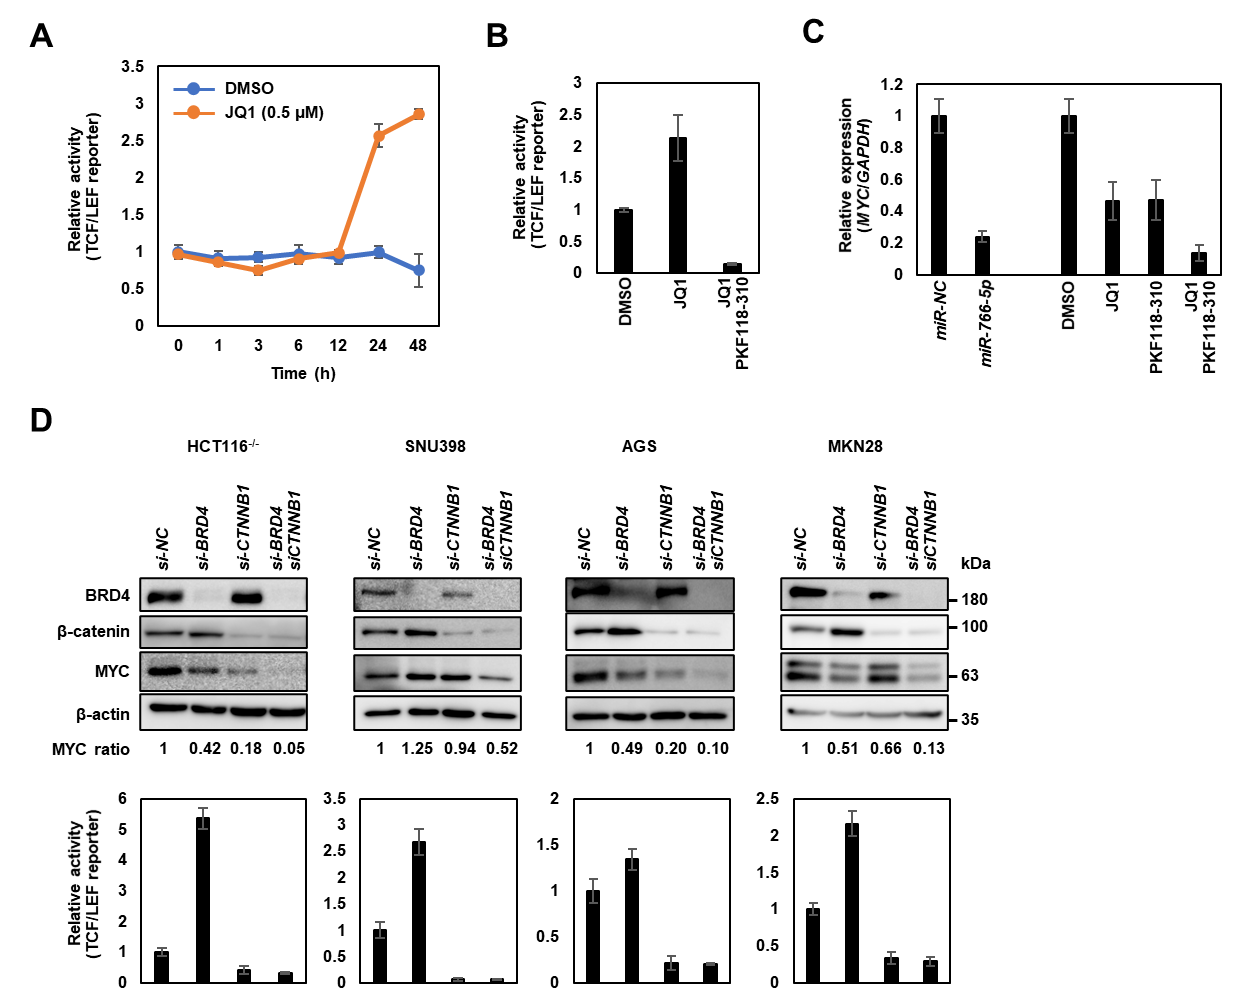 A
3.5
3
2.5
2
1.5
1
0.5
0
Relative activity
(TCF/LEF reporter)
DMSO
JQ1 (0.5 µM)
0 1 3 6 12 24 48
Time (h)
B
3
2.5
2
1.5
1
0.5
0
Relative activity
(TCF/LEF reporter)
DMSO
JQ1
JQ1
PKF118-310
C
1.2
1
0.8
0.6
0.4
0.2
0
Relative expression
(MYC/GAPDH)
miR-NC
miR-766-5p
DMSO
JQ1
PKF118-310
JQ1
PKF118-310
D
HCT116-/- SNU398 AGS MKN28
si-NC
si-BRD4
si-CTNNB1
si-BRD4
siCTNNB1
si-NC
si-BRD4
si-CTNNB1
si-BRD4
siCTNNB1
si-NC
si-BRD4
si-CTNNB1
si-BRD4
siCTNNB1
si-NC
si-BRD4
si-CTNNB1
si-BRD4
siCTNNB1
kDa
BRD4 180
β-catenin 100
MYC 63
β-actin 35
MYC ratio 1 0.42 0.18 0.05 1 1.25 0.94 0.52 1 0.49 0.20 0.10 1 0.51 0.66 0.13
Relative activity
(TCF/LEF reporter)
6
5
4
3
2
1
0
3.5
3
2.5
2
1.5
1
0.5
0
2
1.5
1
0.5
0
2.5
2
1.5
1
0.5
0